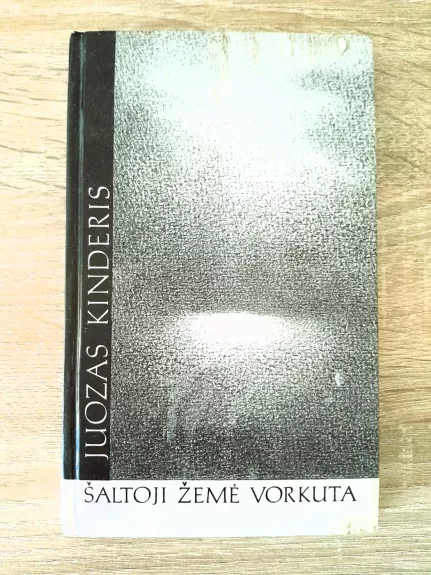 JUOZAS KINDERIS
ŠALTOJI ŽEMĖ VORKUTA